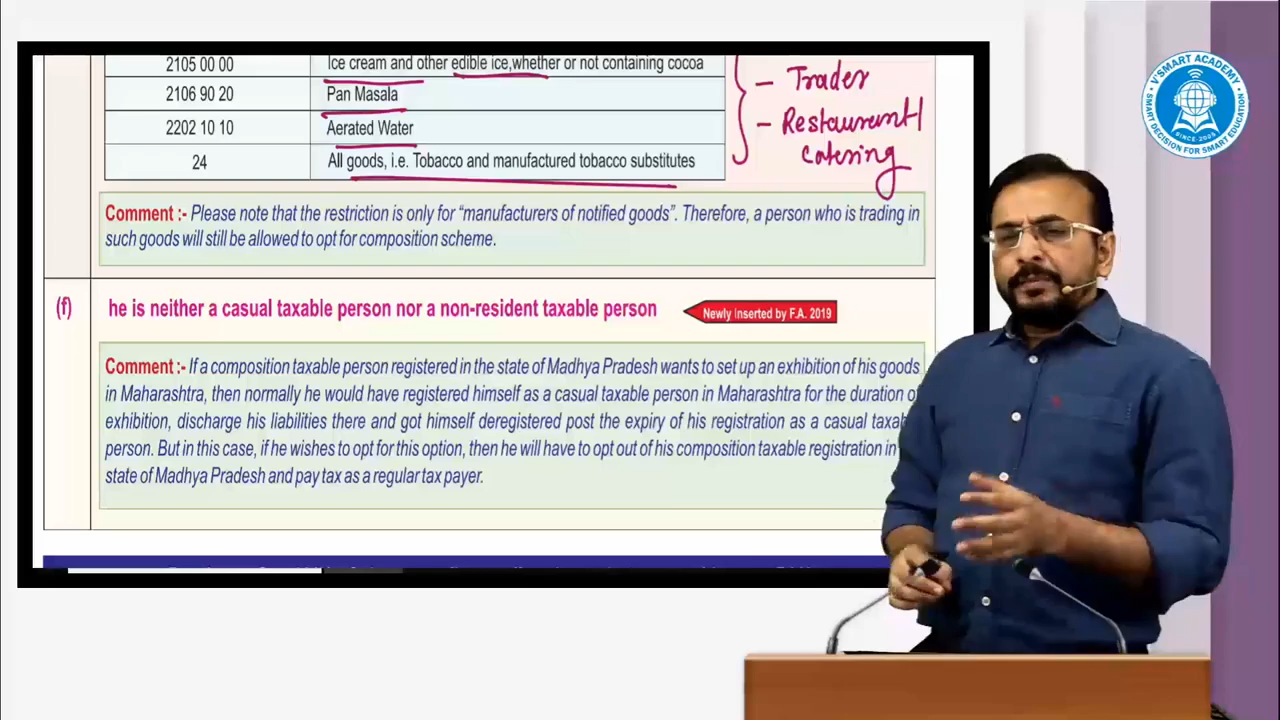 V'SMART ACADEMY
SMART DECISION FOR SMART EDUCATION
2105 00 00 Ice cream and other edible ice,whether or not containing cocoa
2106 90 20 Pan Masala
2202 10 10 Aerated Water
24 All goods, i.e. Tobacco and manufactured tobacco substitutes
- Trader
- Restaurant/
catering
Comment :- Please note that the restriction is only for “manufacturers of notified goods”. Therefore, a person who is trading in
such goods will still be allowed to opt for composition scheme.
(f) he is neither a casual taxable person nor a non-resident taxable person
Newly Inserted by F.A. 2019
Comment :- If a composition taxable person registered in the state of Madhya Pradesh wants to set up an exhibition of his goods
in Maharashtra, then normally he would have registered himself as a casual taxable person in Maharashtra for the duration of
exhibition, discharge his liabilities there and got himself deregistered post the expiry of his registration as a casual
person. But in this case, if he wishes to opt for this option, then he will have to opt out of his composition taxable registration in
state of Madhya Pradesh and pay tax as a regular tax payer.